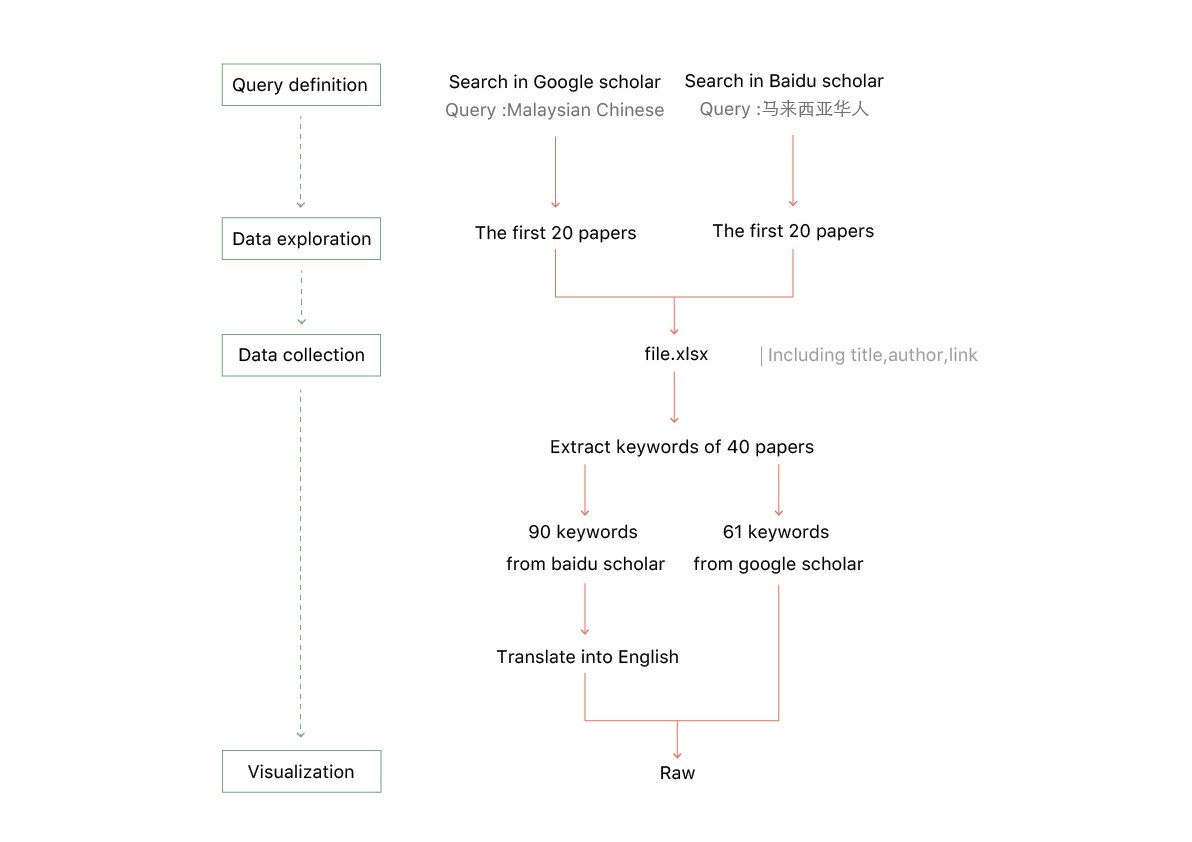 Query definition
Search in Google scholar
Query :Malaysian Chinese
Search in Baidu scholar
Query :马来西亚华人
Data exploration
The first 20 papers
The first 20 papers
Data collection
file.xlsx
Including title,author,link
Extract keywords of 40 papers
90 keywords
from baidu scholar
61 keywords
from google scholar
Translate into English
Visualization
Raw